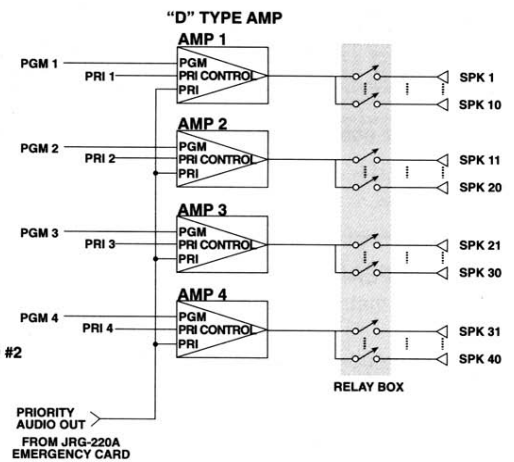 "D" TYPE AMP
AMP 1
PGM 1
PGM
PRI 1
PRI CONTROL
PRI
SPK 1
SPK 10
AMP 2
PGM 2
PGM
PRI 2
PRI CONTROL
PRI
SPK 11
SPK 20
AMP 3
PGM 3
PGM
PRI 3
PRI CONTROL
PRI
SPK 21
SPK 30
AMP 4
PGM 4
PGM
PRI 4
PRI CONTROL
PRI
SPK 31
SPK 40
#2
RELAY BOX
PRIORITY
AUDIO OUT
FROM JRG-220A
EMERGENCY CARD